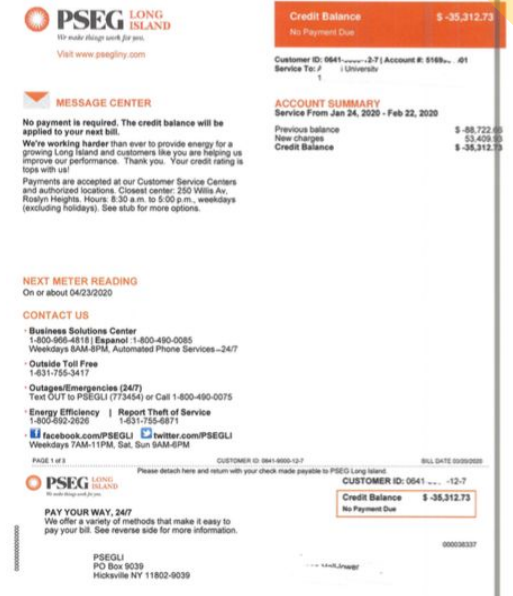 PSEG LONG
ISLAND
We make things work for you.
Visit www.psegliny.com
Credit Balance $ -35,312.73
No Payment Due
Customer ID: 0641- -2-7 | Account #: 5169 01
Service To: University
1
MESSAGE CENTER
No payment is required. The credit balance will be
applied to your next bill.
We're working harder than ever to provide energy for a
growing Long Island and customers like you are helping us
improve our performance. Thank you. Your credit rating is
tops with us!
Payments are accepted at our Customer Service Centers
and authorized locations. Closest center: 250 Willis Av,
Roslyn Heights. Hours: 8:30 a.m. to 5:00 p.m., weekdays
(excluding holidays). See stub for more options.
ACCOUNT SUMMARY
Service From Jan 24, 2020 - Feb 22, 2020
Previous balance $ -88,722.
New charges 53,409.
Credit Balance $ -35,312.73
NEXT METER READING
On or about 04/23/2020
CONTACT US
· Business Solutions Center
1-800-966-4818 | Espanol :1-800-490-0085
Weekdays 8AM-8PM, Automated Phone Services--24/7
· Outside Toll Free
1-631-755-3417
· Outages/Emergencies (24/7)
Text OUT to PSEGLI (773454) or Call 1-800-490-0075
· Energy Efficiency | Report Theft of Service
1-800-692-2626 1-631-755-6871
· facebook.com/PSEGLI twitter.com/PSEGLI
Weekdays 7AM-11PM, Sat, Sun 9AM-6PM
PAGE 1 of 3 CUSTOMER ID: 0641-9000-12-7 BILL DATE
Please detach here and return with your check made payable to PSEG Long Island.
PSEG LONG
ISLAND
We make things work for you.
CUSTOMER ID: 0641 -12-7
Credit Balance $ -35,312.73
No Payment Due
PAY YOUR WAY, 24/7
We offer a variety of methods that make it easy to
pay your bill. See reverse side for more information.
000038337
PSEGLI
PO Box 9039
Hicksville NY 11802-9039